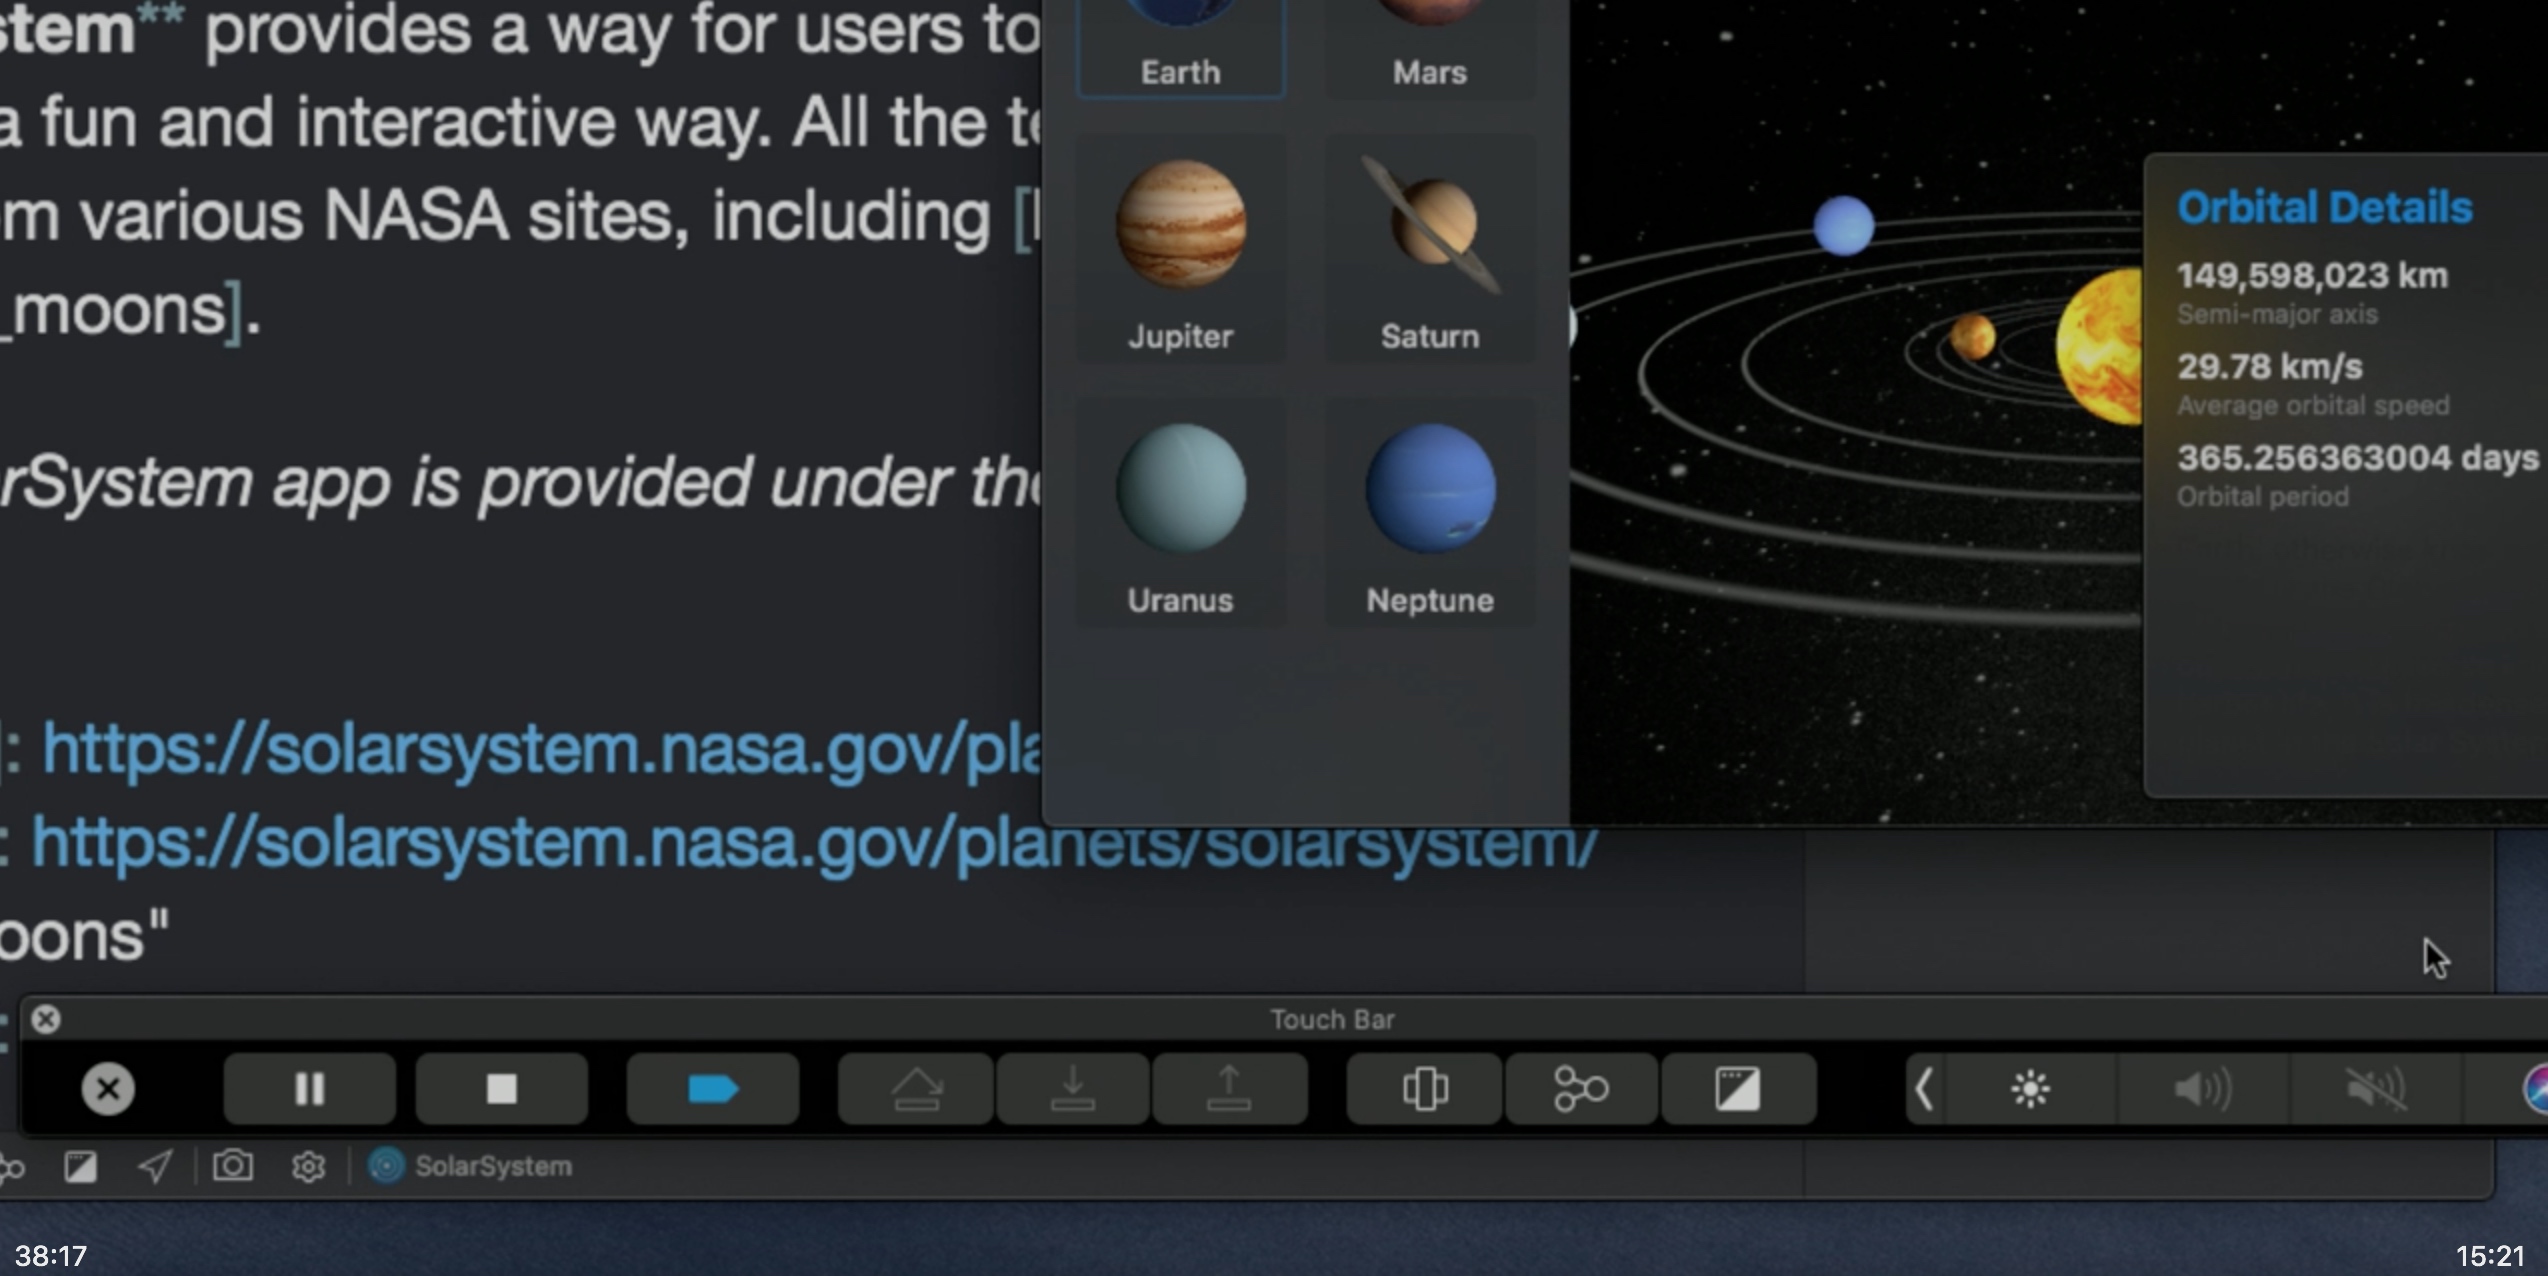 stem** provides a way for users to
a fun and interactive way. All the
m various NASA sites, including [
_moons].
rSystem app is provided under
]: https://solarsystem.nasa.gov/pla
: https://solarsystem.nasa.gov/planets/solarsystem/
oons"
:
Earth
Mars
Jupiter
Saturn
Uranus
Neptune
Orbital Details
149,598,023 km
Semi-major axis
29.78 km/s
Average orbital speed
365.256363004 days
Orbital period
Touch Bar
SolarSystem
38:17
15:21